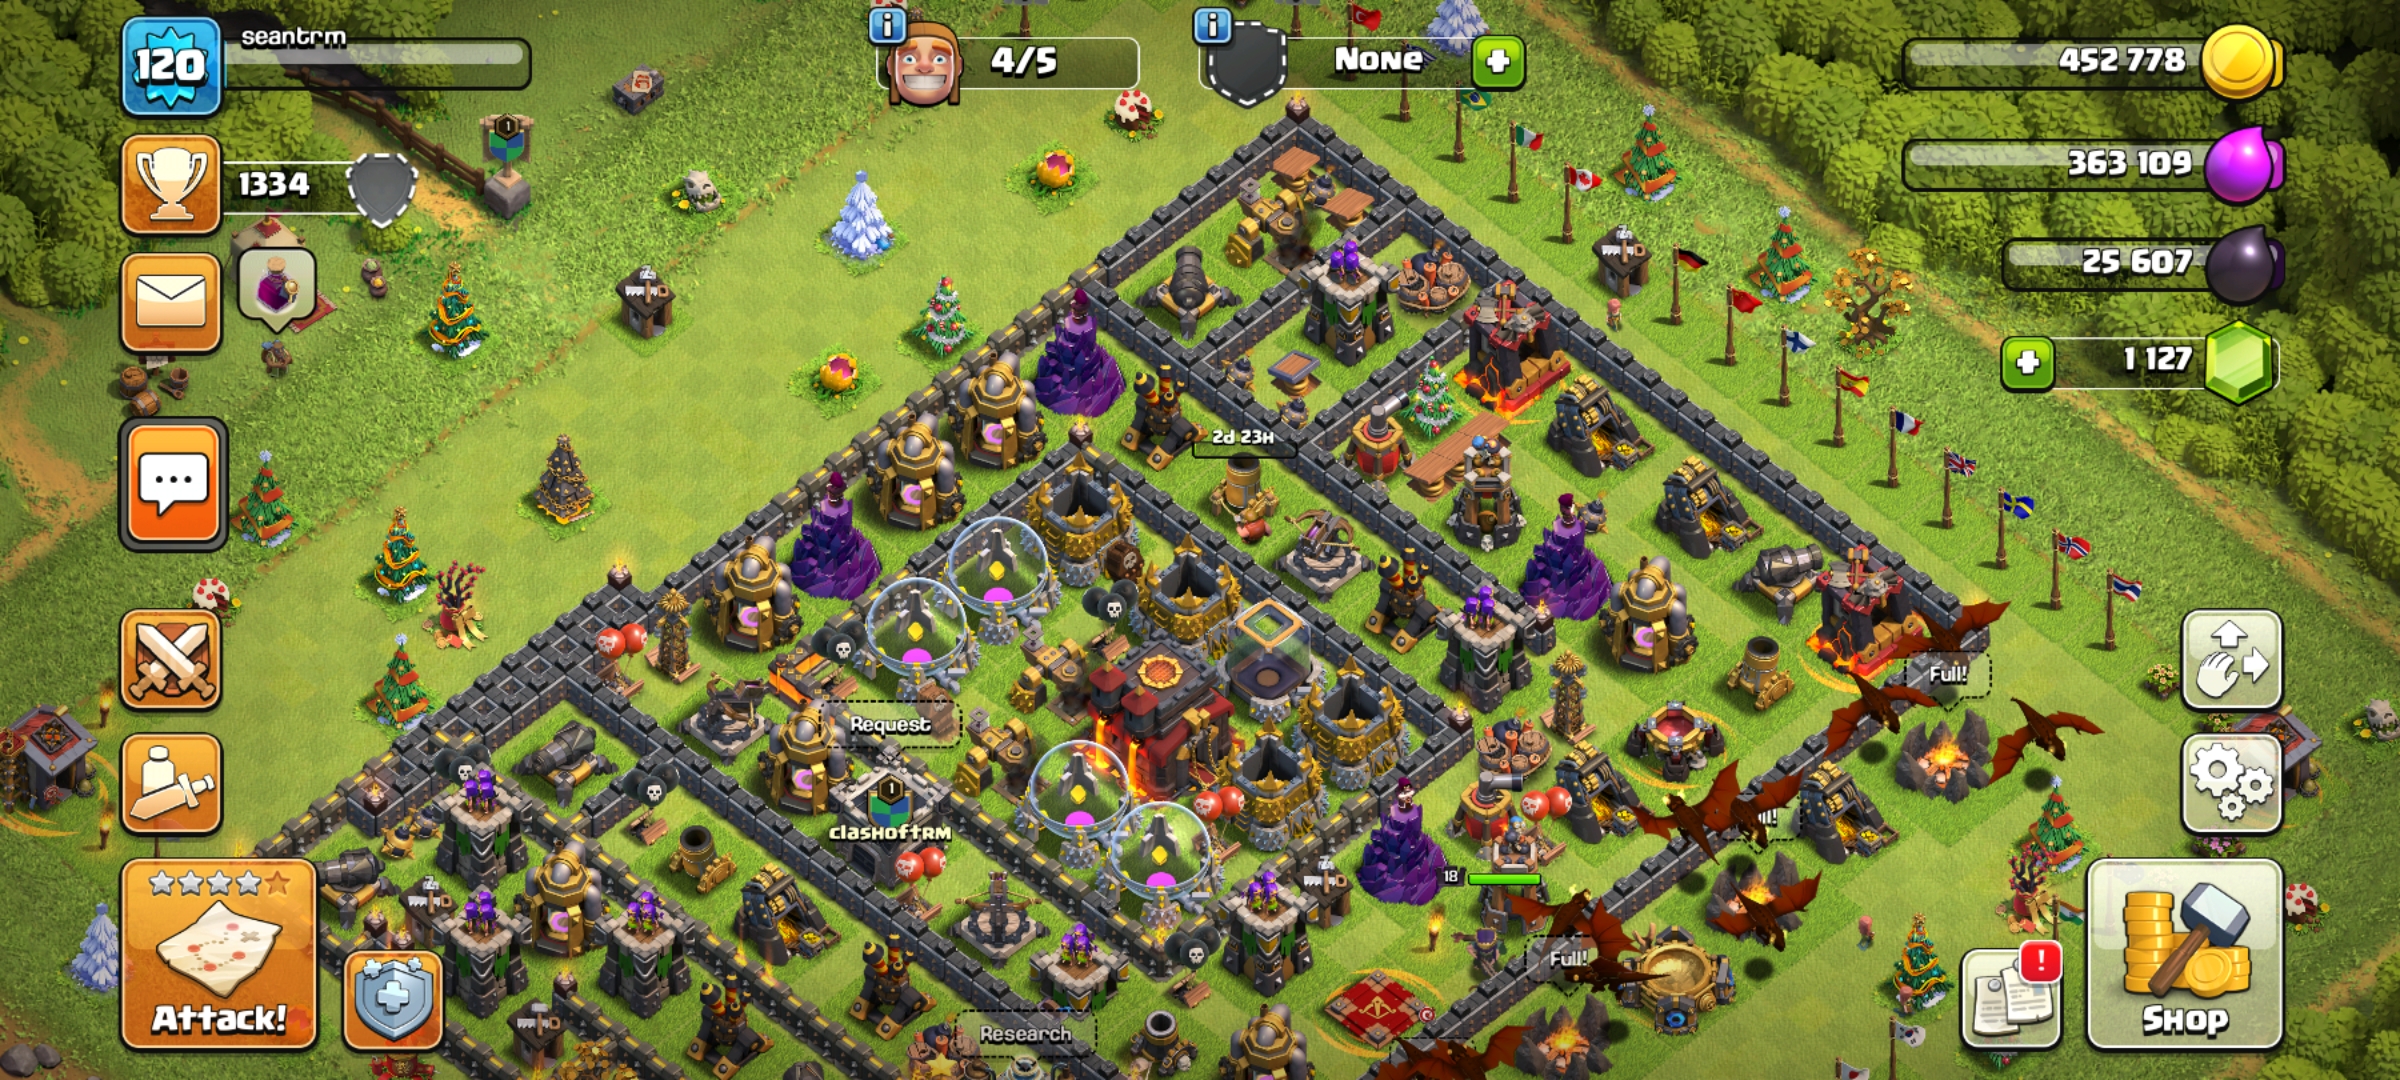 120
seantrm
4/5
None
452 778
1334
363 109
25 607
1 127
2d 23h
Full!
Request
1
clashoftrm
18
Full!
Attack!
Research
Shop
!